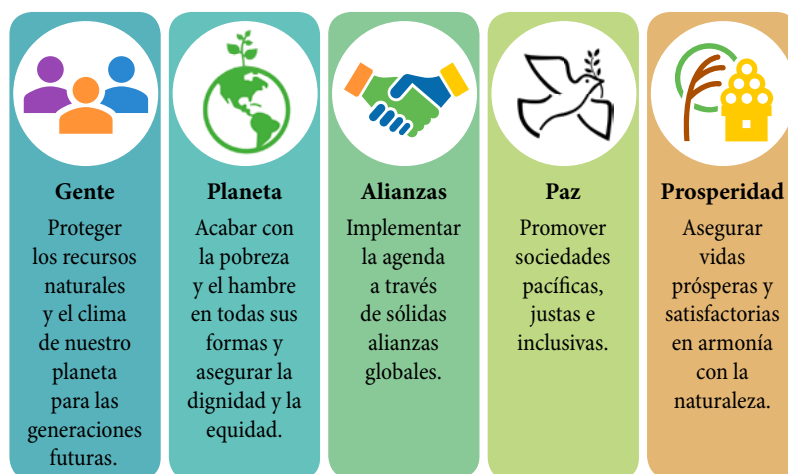 Gente
Proteger
los recursos
naturales
y el clima
de nuestro
planeta
para las
generaciones
futuras.
Planeta
Acabar con
la pobreza
y el hambre
en todas sus
formas y
asegurar la
dignidad y la
equidad.
Alianzas
Implementar
la agenda
a través
de sólidas
alianzas
globales.
Paz
Promover
sociedades
pacíficas,
justas e
inclusivas.
Prosperidad
Asegurar
vidas
prósperas y
satisfactorias
en armonía
con la
naturaleza.